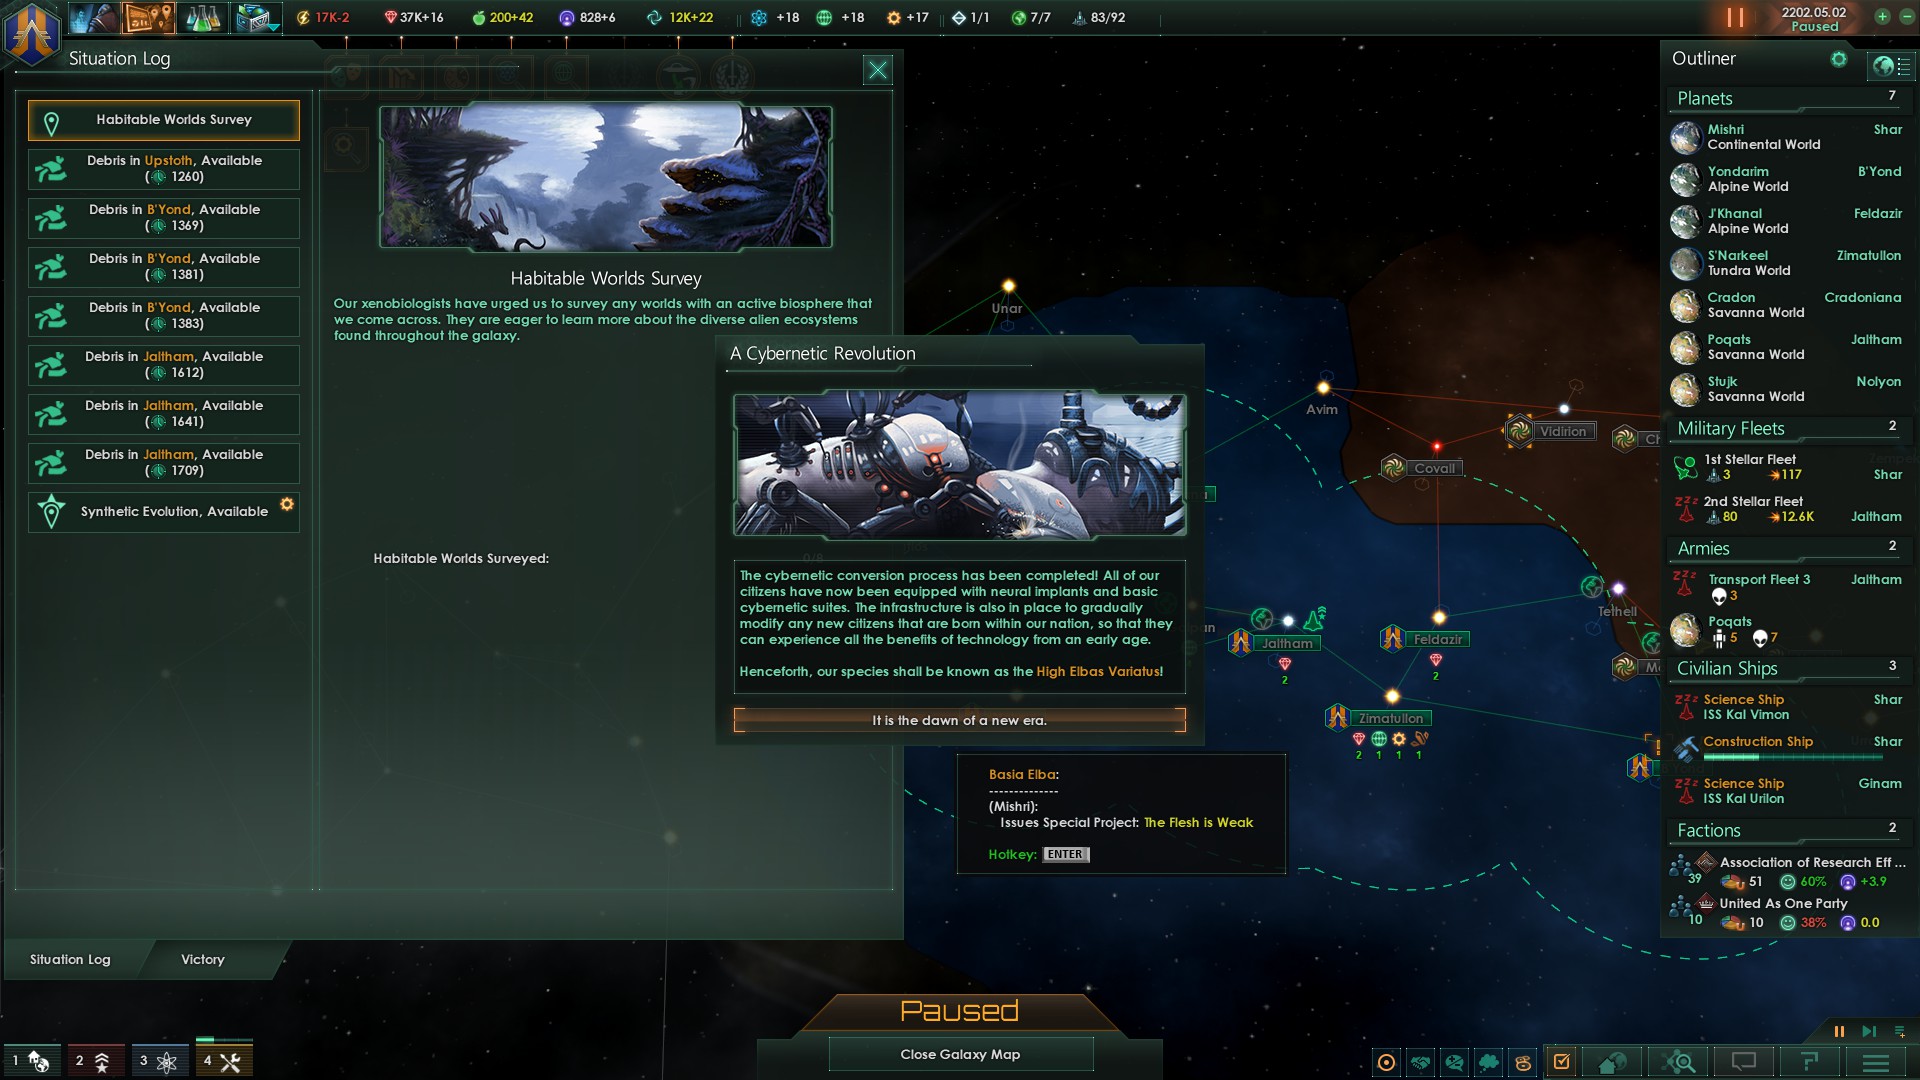 17K-2
37K+16
200+42
828+6
12K+22
+18
+18
+17
1/1
7/7
83/92
2202.05.02
Paused
Situation Log
Habitable Worlds Survey
Debris in Upstoth, Available
( 1260)
Debris in B'Yond, Available
( 1369)
Debris in B'Yond, Available
( 1381)
Debris in B'Yond, Available
( 1383)
Debris in Jaltham, Available
( 1612)
Debris in Jaltham, Available
( 1641)
Debris in Jaltham, Available
( 1709)
Synthetic Evolution, Available
Habitable Worlds Survey
Our xenobiologists have urged us to survey any worlds with an active biosphere that
we come across. They are eager to learn more about the diverse alien ecosystems
found throughout the galaxy.
Habitable Worlds Surveyed:
0/8
Situation Log
Victory
A Cybernetic Revolution
The cybernetic conversion process has been completed! All of our
citizens have now been equipped with neural implants and basic
cybernetic suites. The infrastructure is also in place to gradually
modify any new citizens that are born within our nation, so that they
can experience all the benefits of technology from an early age.
Henceforth, our species shall be known as the High Elbas Variatus!
It is the dawn of a new era.
Basia Elba:
--------------
(Mishri):
Issues Special Project: The Flesh is Weak
Hotkey: ENTER
Unar
Avim
Vidirion
Covall
Tethell
Jaltham
2
Feldazir
2
Zimatullon
2 1 1 1
Outliner
Planets 7
Mishri Shar
Continental World
Yondarim B'Yond
Alpine World
J'Khanal Feldazir
Alpine World
S'Narkeel Zimatullon
Tundra World
Cradon Cradoniana
Savanna World
Poqats Jaltham
Savanna World
Stujk Nolyon
Savanna World
Military Fleets 2
1st Stellar Fleet
3 117 Shar
2nd Stellar Fleet
80 12.6K Jaltham
Armies 2
Transport Fleet 3 Jaltham
3
Poqats
5 7
Civilian Ships 3
Science Ship Shar
ISS Kal Vimon
Construction Ship Shar
Science Ship Ginam
ISS Kal Urilon
Factions 2
Association of Research Eff ...
39 51 60% +3.9
United As One Party
10 10 38% 0.0
Paused
Close Galaxy Map
1
2
3
4